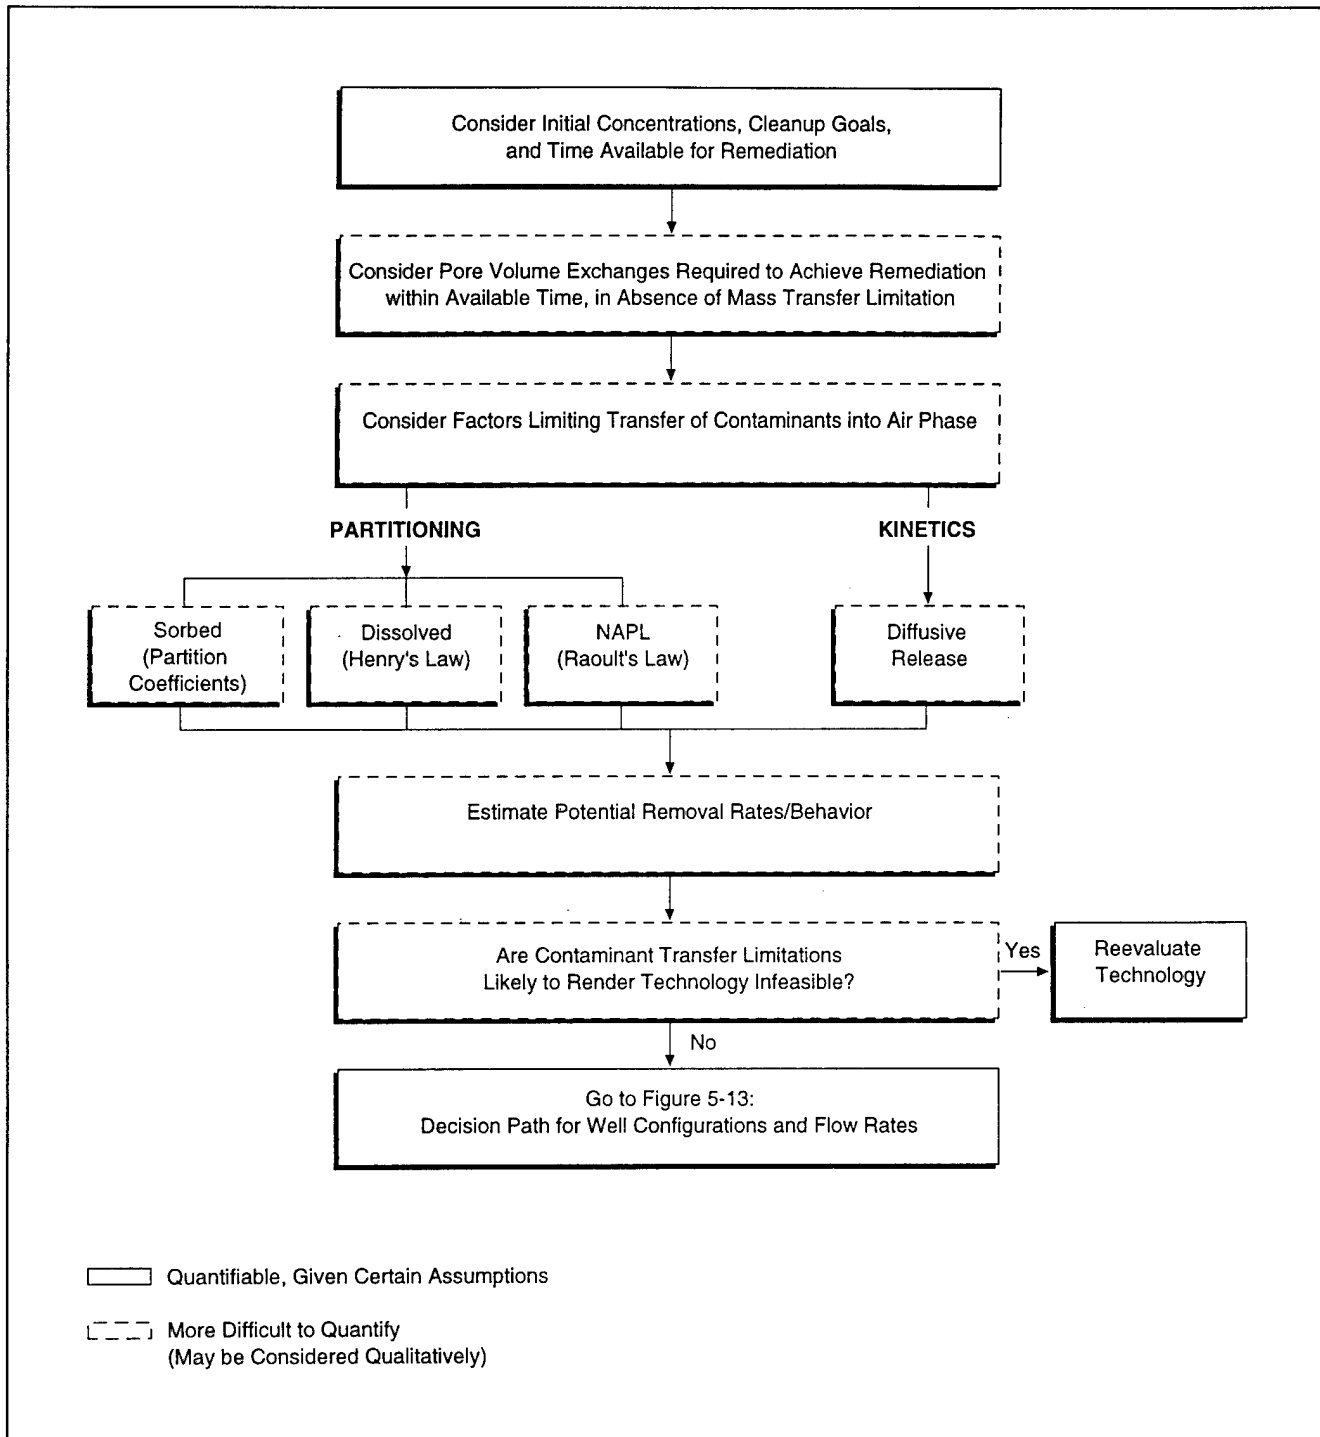 Consider Initial Concentrations, Cleanup Goals,
and Time Available for Remediation
Consider Pore Volume Exchanges Required to Achieve Remediation
within Available Time, in Absence of Mass Transfer Limitation
Consider Factors Limiting Transfer of Contaminants into Air Phase
PARTITIONING
KINETICS
Sorbed
(Partition
Coefficients)
Dissolved
(Henry's Law)
NAPL
(Raoult's Law)
Diffusive
Release
Estimate Potential Removal Rates/Behavior
Are Contaminant Transfer Limitations
Likely to Render Technology Infeasible?
Yes
Reevaluate
Technology
No
Go to Figure 5-13:
Decision Path for Well Configurations and Flow Rates
Quantifiable, Given Certain Assumptions
More Difficult to Quantify
(May be Considered Qualitatively)